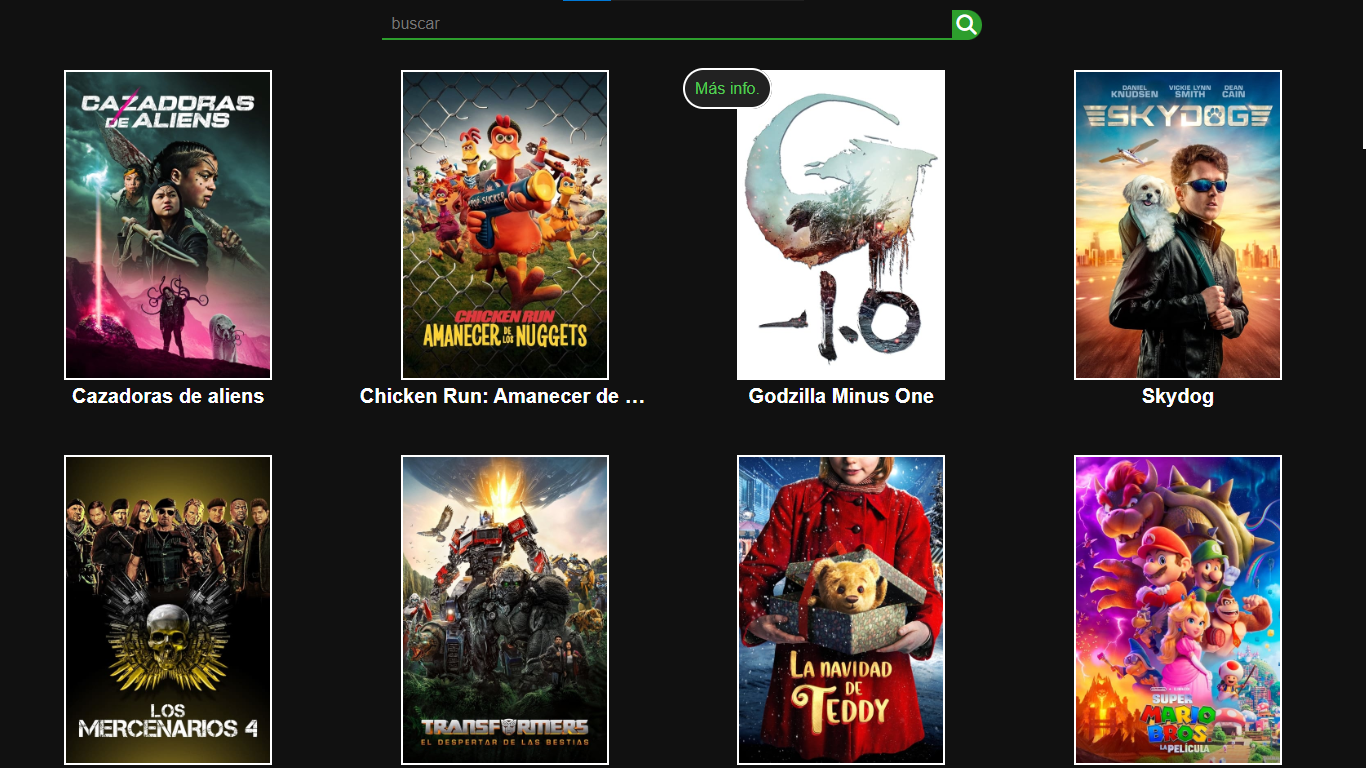 buscar
Más info.
CAZADORAS
DE ALIENS
POP-SUCKER
CHICKEN RUN
AMANECER DE LOS NUGGETS
-1.0
DANIEL KNUDSEN
VICKIE LYNN SMITH
DEAN CAIN
SKYDOG
Cazadoras de aliens
Chicken Run: Amanecer de ...
Godzilla Minus One
Skydog
LOS
MERCENARIOS 4
TRANSFORMERS
EL DESPERTAR DE LAS BESTIAS
LA NAVIDAD
DE
TEDDY
SUPER
MARIO
BROS.
LA PELÍCULA